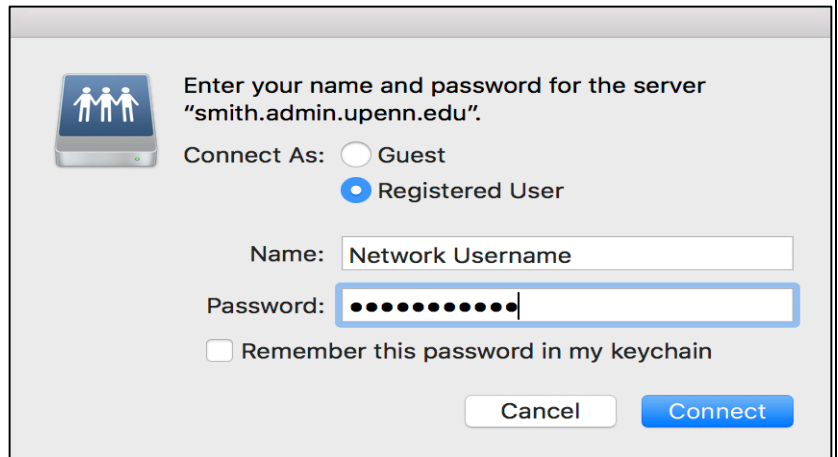 Enter your name and password for the server
“smith.admin.upenn.edu”.
Connect As: Guest
Registered User
Name: Network Username
Password: •••••••••••
Remember this password in my keychain
Cancel Connect